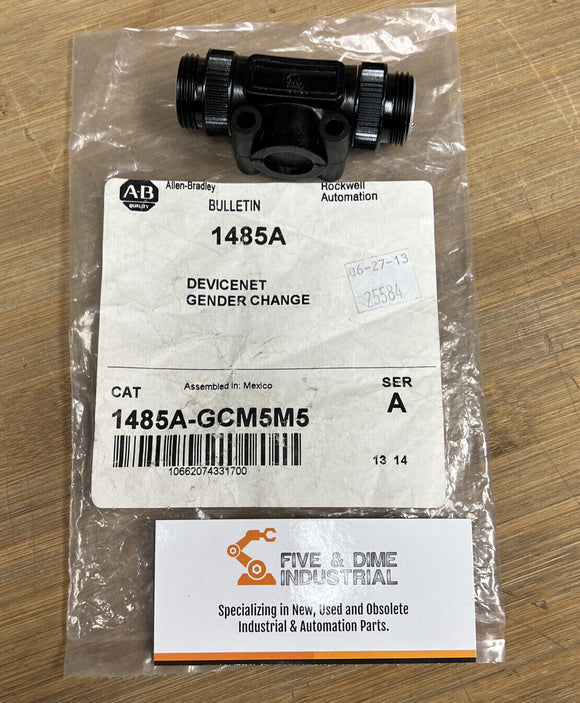 A-B
QUALITY
Allen-Bradley
Rockwell
Automation
BULLETIN
1485A
06-27-13
25584
DEVICENET
GENDER CHANGE
CAT
Assembled in: Mexico
SER
1485A-GCM5M5
A
10662074331700
13 14
FIVE & DIME
INDUSTRIAL
Specializing in New, Used and Obsolete
Industrial & Automation Parts.